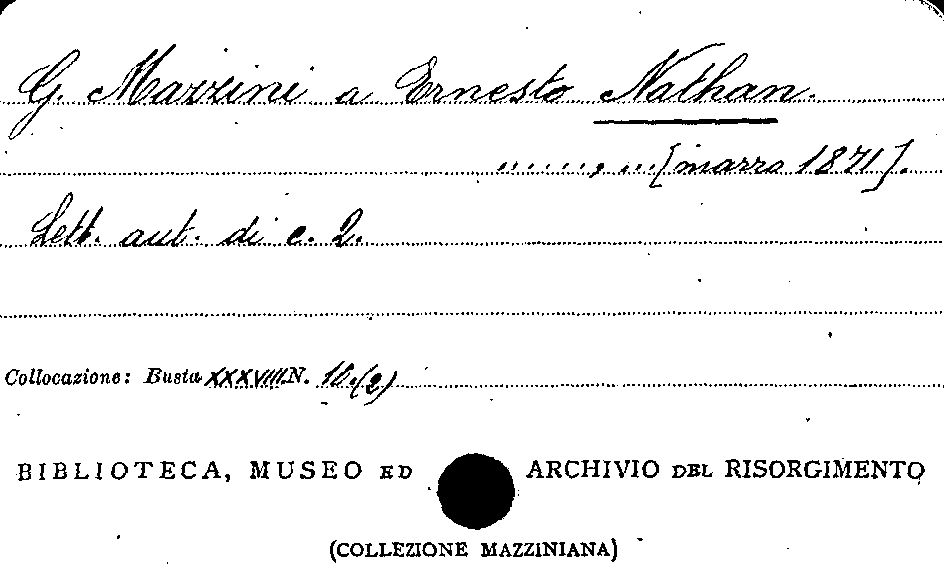 G. Mazzini a Ernesto Nathan.
......, ...[marzo 1871].
Lett. aut. di c. 2.
Collocazione: Busta XXXVIIII N. 10.(2)
BIBLIOTECA, MUSEO ED ARCHIVIO DEL RISORGIMENTO
(COLLEZIONE MAZZINIANA)